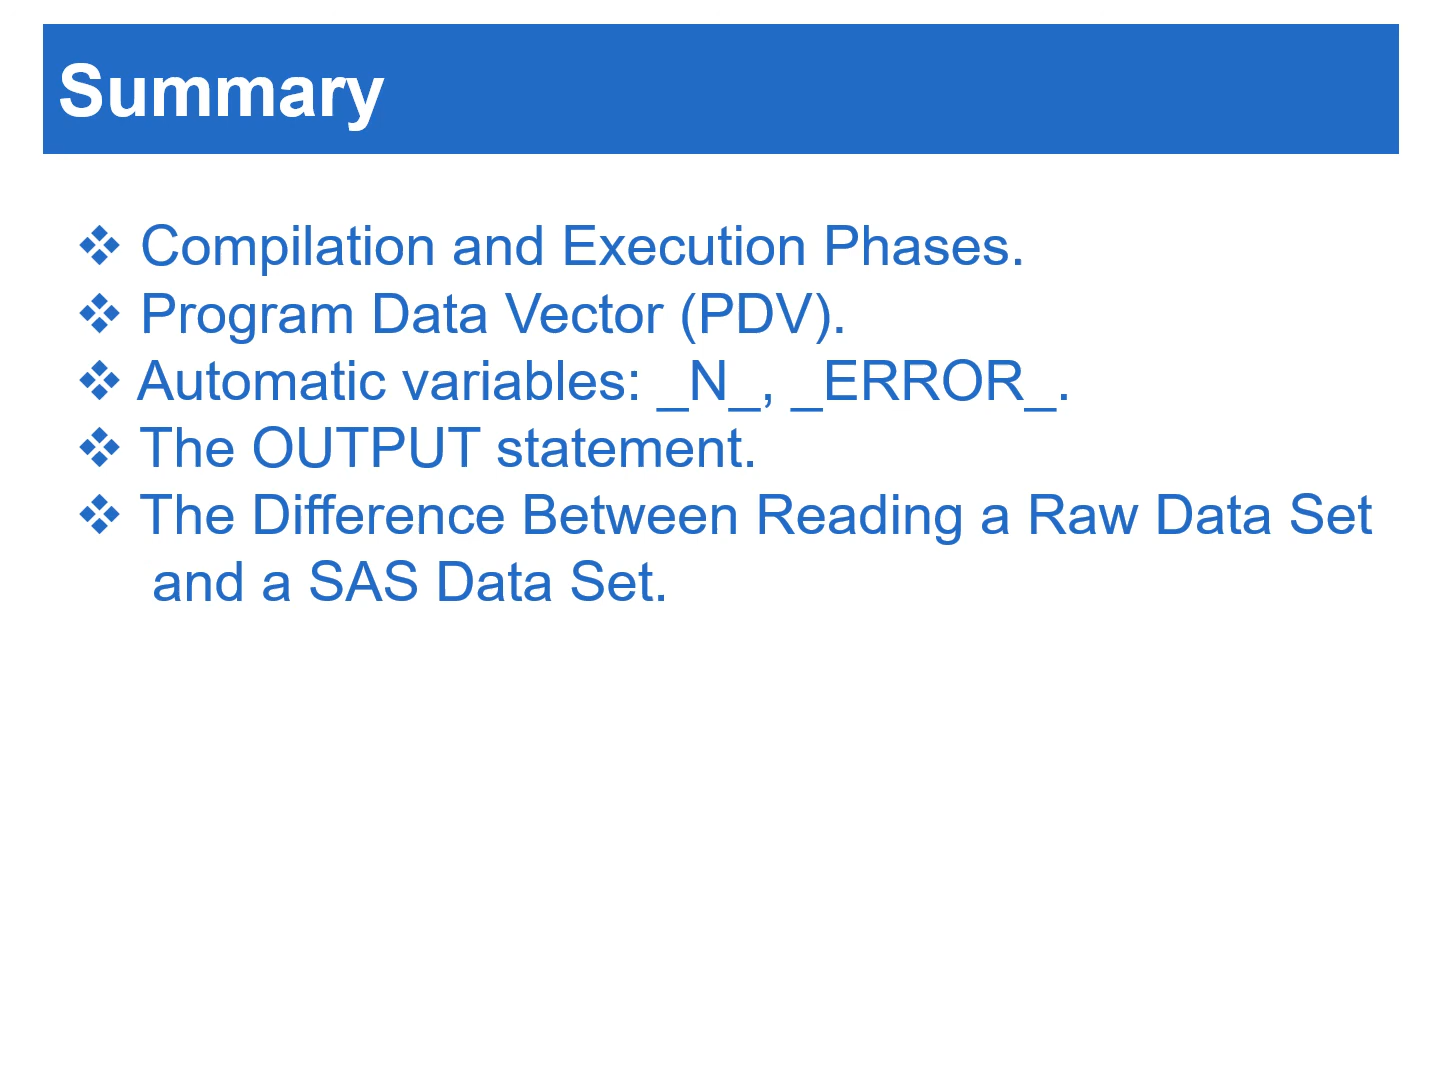 Summary
❖ Compilation and Execution Phases.
❖ Program Data Vector (PDV).
❖ Automatic variables: _N_, _ERROR_.
❖ The OUTPUT statement.
❖ The Difference Between Reading a Raw Data Set
and a SAS Data Set.